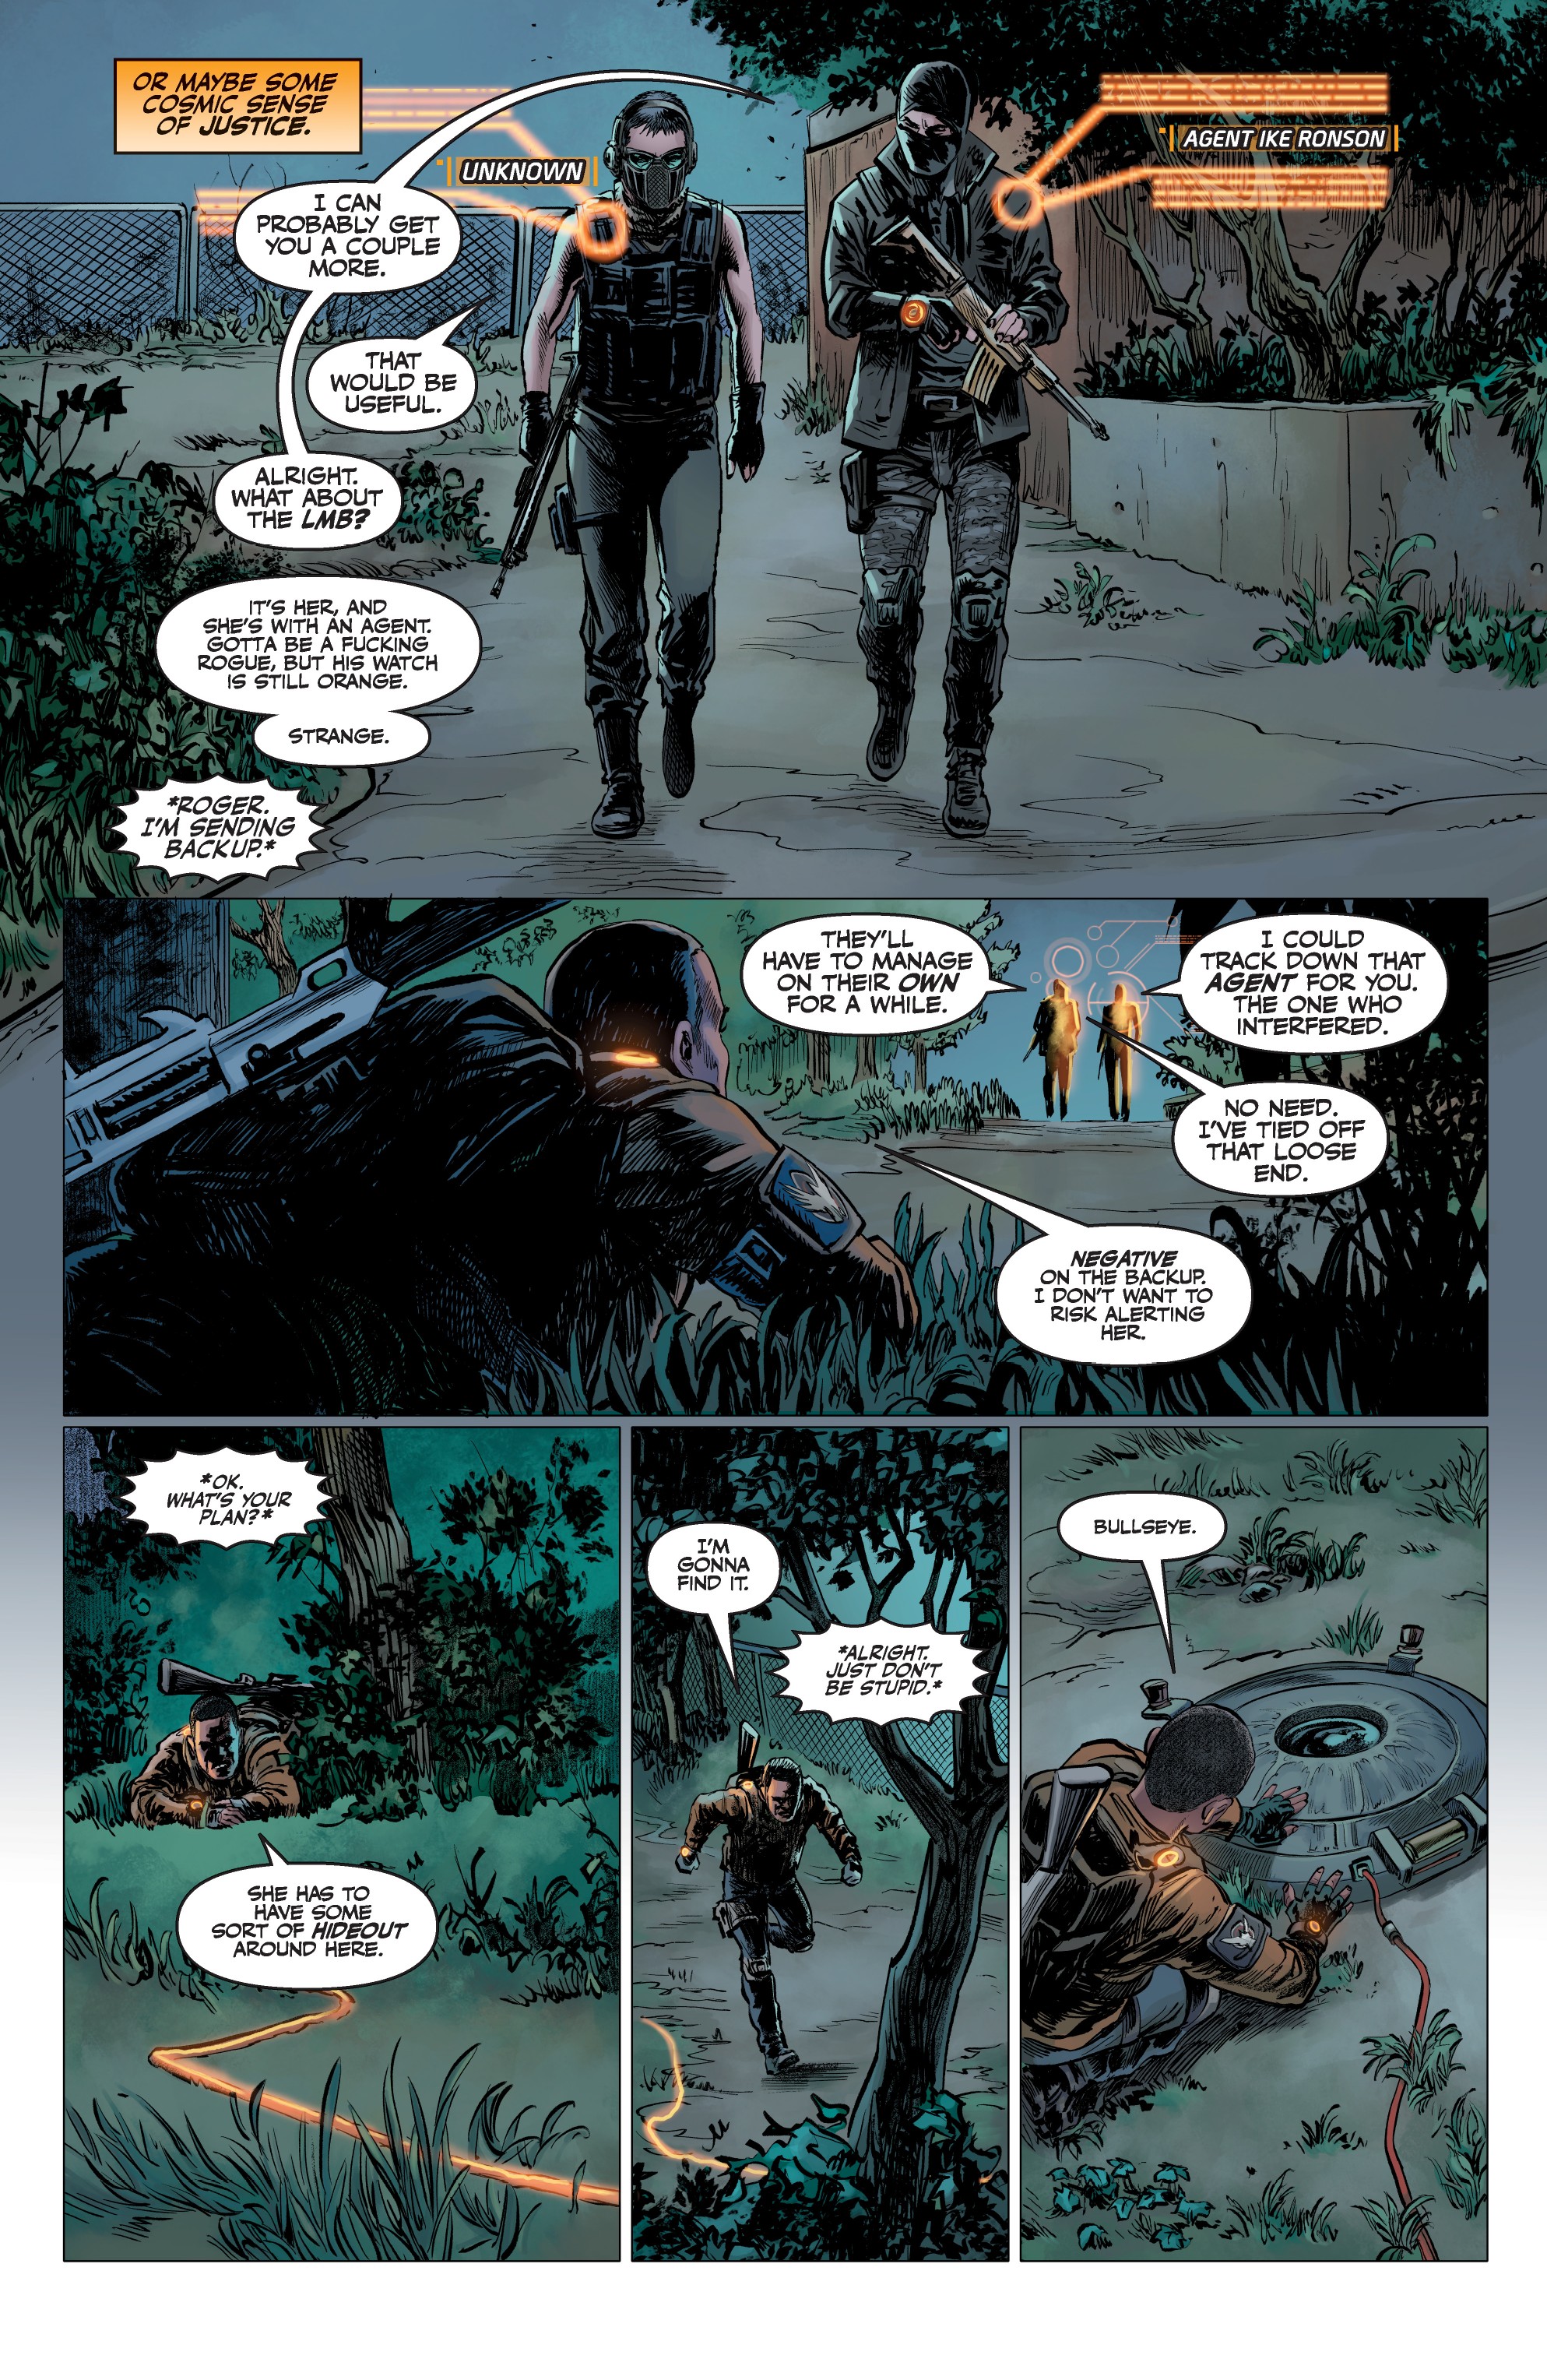 OR MAYBE SOME
COSMIC SENSE
OF JUSTICE.
UNKNOWN
AGENT IKE RONSON
I CAN
PROBABLY GET
YOU A COUPLE
MORE.
THAT
WOULD BE
USEFUL.
ALRIGHT.
WHAT ABOUT
THE LMB?
IT'S HER, AND
SHE'S WITH AN AGENT.
GOTTA BE A FUCKING
ROGUE, BUT HIS WATCH
IS STILL ORANGE.
STRANGE.
*ROGER.
I'M SENDING
BACKUP.*
THEY'LL
HAVE TO MANAGE
ON THEIR OWN
FOR A WHILE.
I COULD
TRACK DOWN THAT
AGENT FOR YOU.
THE ONE WHO
INTERFERED.
NO NEED.
I'VE TIED OFF
THAT LOOSE
END.
NEGATIVE
ON THE BACKUP.
I DON'T WANT TO
RISK ALERTING
HER.
*OK.
WHAT'S YOUR
PLAN?*
SHE HAS TO
HAVE SOME
SORT OF HIDEOUT
AROUND HERE.
I'M
GONNA
FIND IT.
*ALRIGHT.
JUST DON'T
BE STUPID.*
BULLSEYE.